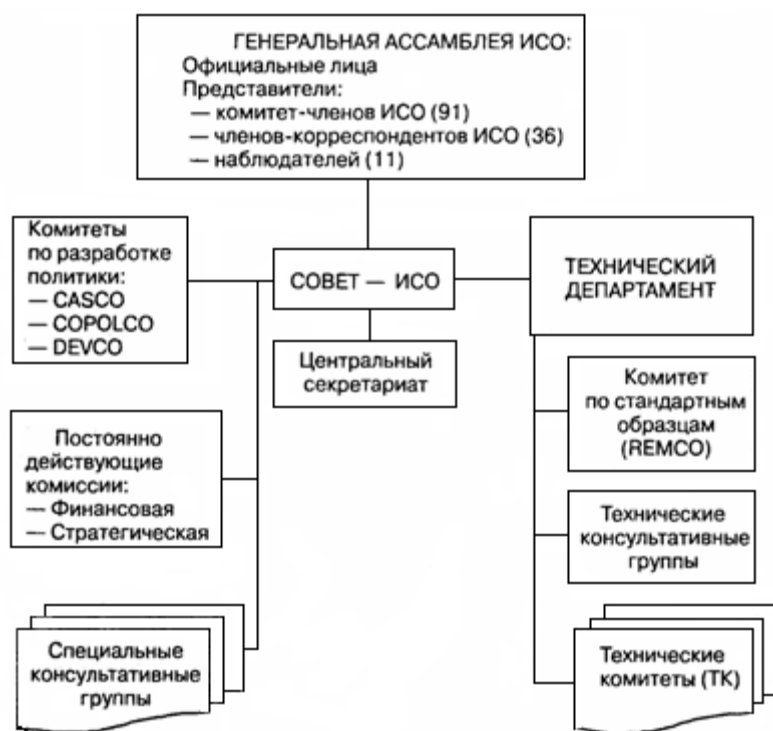 ГЕНЕРАЛЬНАЯ АССАМБЛЕЯ ИСО:
Официальные лица
Представители:
— комитет-членов ИСО (91)
— членов-корреспондентов ИСО (36)
— наблюдателей (11)
Комитеты
по разработке
политики:
— CASCO
— COPOLCO
— DEVCO
СОВЕТ — ИСО
ТЕХНИЧЕСКИЙ
ДЕПАРТАМЕНТ
Центральный
секретариат
Комитет
по стандартным
образцам
(REMCO)
Постоянно
действующие
комиссии:
— Финансовая
— Стратегическая
Технические
консультативные
группы
Специальные
консультативные
группы
Технические
комитеты (ТК)